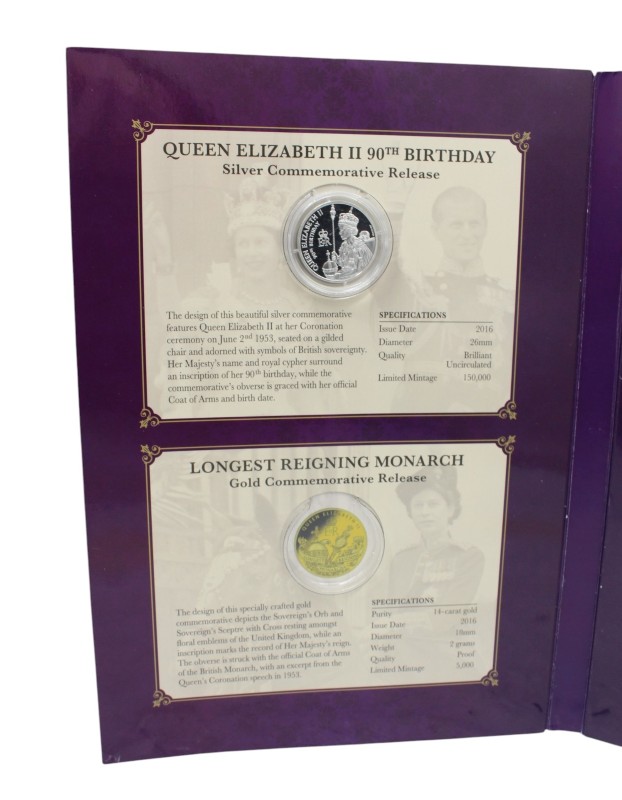 QUEEN ELIZABETH II 90TH BIRTHDAY
Silver Commemorative Release
QUEEN ELIZABETH II
90TH BIRTHDAY
The design of this beautiful silver commemorative
features Queen Elizabeth II at her Coronation
ceremony on June 2nd 1953, seated on a gilded
chair and adorned with symbols of British sovereignty.
Her Majesty's name and royal cypher surround
an inscription of her 90th birthday, while the
commemorative's obverse is graced with her official
Coat of Arms and birth date.
SPECIFICATIONS
Issue Date 2016
Diameter 26mm
Quality Brilliant
Uncirculated
Limited Mintage 150,000
LONGEST REIGNING MONARCH
Gold Commemorative Release
QUEEN ELIZABETH II
The design of this specially crafted gold
commemorative depicts the Sovereign's Orb and
Sovereign's Sceptre with Cross resting amongst
floral emblems of the United Kingdom, while an
inscription marks the record of Her Majesty's reign.
The obverse is struck with the official Coat of Arms
of the British Monarch, with an excerpt from the
Queen's Coronation speech in 1953.
SPECIFICATIONS
Purity 14-carat gold
Issue Date 2016
Diameter 18mm
Weight 2 grams
Quality Proof
Limited Mintage 5,000